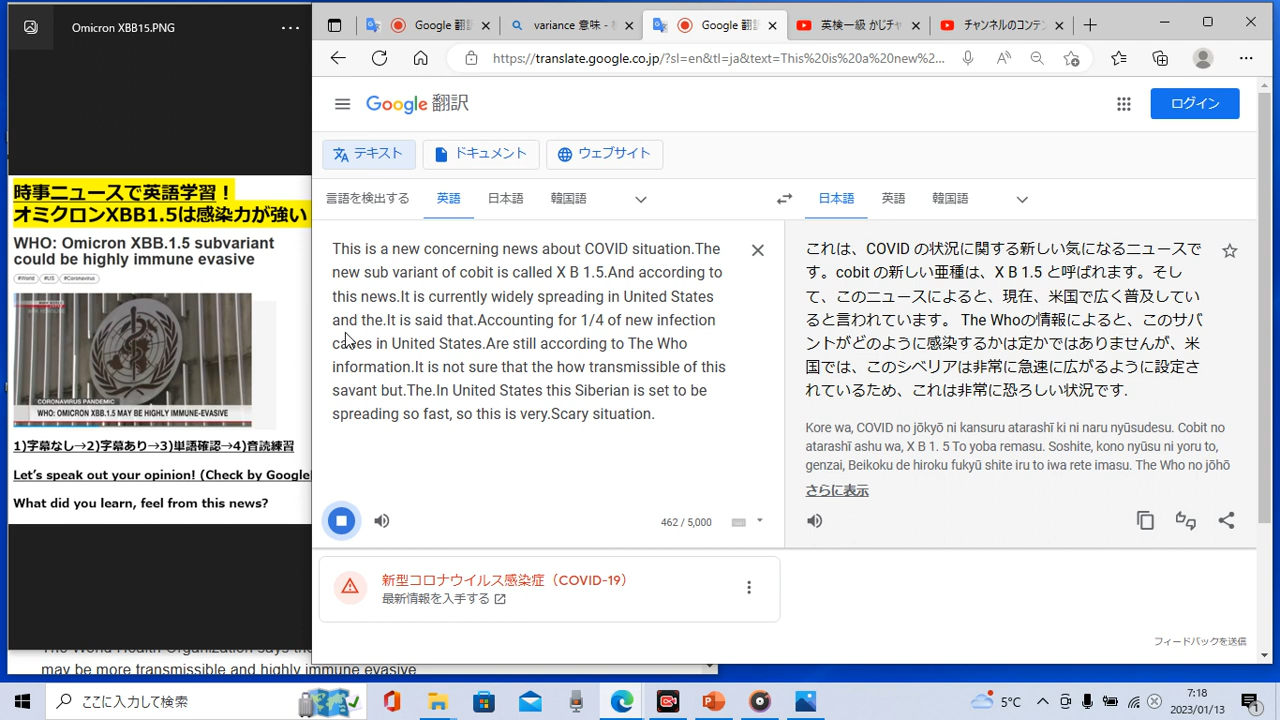 Omicron XBB15.PNG
時事ニュースで英語学習！
オミクロンXBB1.5は感染力が強い
WHO: Omicron XBB.1.5 subvariant
could be highly immune evasive
#World #US #Coronavirus
CORONAVIRUS PANDEMIC
WHO: OMICRON XBB.1.5 MAY BE HIGHLY IMMUNE-EVASIVE
1)字幕なし→2)字幕あり→3)単語確認→4)音読練習
Let's speak out your opinion! (Check by Google
What did you learn, feel from this news?
may be more transmissible and highly immune evasive
Google 翻訳
variance 意味 -
Google 翻訳
英検一級 かじチャ
チャンネルのコンテン
https://translate.google.co.jp/?sl=en&tl=ja&text=This%20is%20a%20new%2...
Google 翻訳
ログイン
テキスト
ドキュメント
ウェブサイト
言語を検出する
英語
日本語
韓国語
日本語
英語
韓国語
This is a new concerning news about COVID situation.The
new sub variant of cobit is called X B 1.5.And according to
this news.It is currently widely spreading in United States
and the.It is said that.Accounting for 1/4 of new infection
cases in United States.Are still according to The Who
information.It is not sure that the how transmissible of this
savant but.The.In United States this Siberian is set to be
spreading so fast, so this is very.Scary situation.
462 / 5,000
これは、COVID の状況に関する新しい気になるニュースで
す。cobit の新しい亜種は、X B 1.5 と呼ばれます。そし
て、このニュースによると、現在、米国で広く普及してい
ると言われています。 The Whoの情報によると、このサバ
ントがどのように感染するかは定かではありませんが、米
国では、このシベリアは非常に急速に広がるように設定さ
れているため、これは非常に恐ろしい状況です.
Kore wa, COVID no jōkyō ni kansuru atarashī ki ni naru nyūsudesu. Cobit no
atarashī ashu wa, X B 1. 5 To yoba remasu. Soshite, kono nyūsu ni yoru to,
genzai, Beikoku de hiroku fukyū shite iru to iwa rete imasu. The Who no jōhō
さらに表示
新型コロナウイルス感染症（COVID-19）
最新情報を入手する
フィードバックを送信
ここに入力して検索
5°C
7:18
2023/01/13